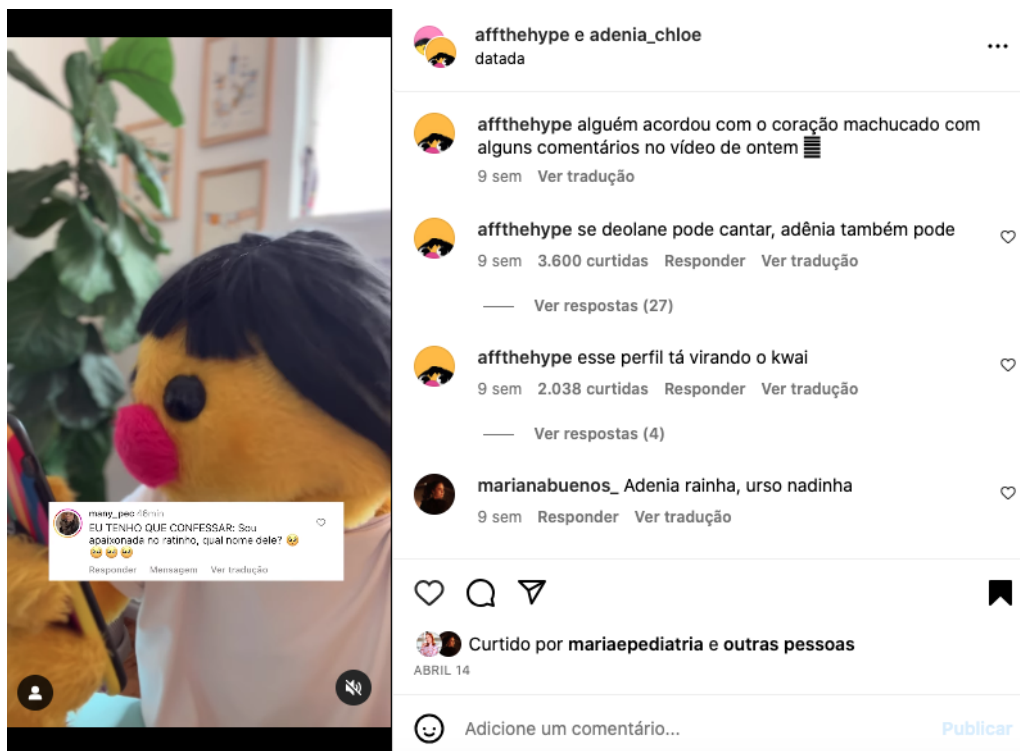 many_peo 46min
EU TENHO QUE CONFESSAR: Sou
apaixonada no ratinho, qual nome dele?
Responder Mensagem Ver tradução
affthehype e adenia_chloe
datada
affthehype alguém acordou com o coração machucado com
alguns comentários no vídeo de ontem
9 sem Ver tradução
affthehype se deolane pode cantar, adênia também pode
9 sem 3.600 curtidas Responder Ver tradução
Ver respostas (27)
affthehype esse perfil tá virando o kwai
9 sem 2.038 curtidas Responder Ver tradução
Ver respostas (4)
marianabuenos_ Adenia rainha, urso nadinha
9 sem Responder Ver tradução
Curtido por mariaepediatria e outras pessoas
ABRIL 14
Adicione um comentário...
Publicar